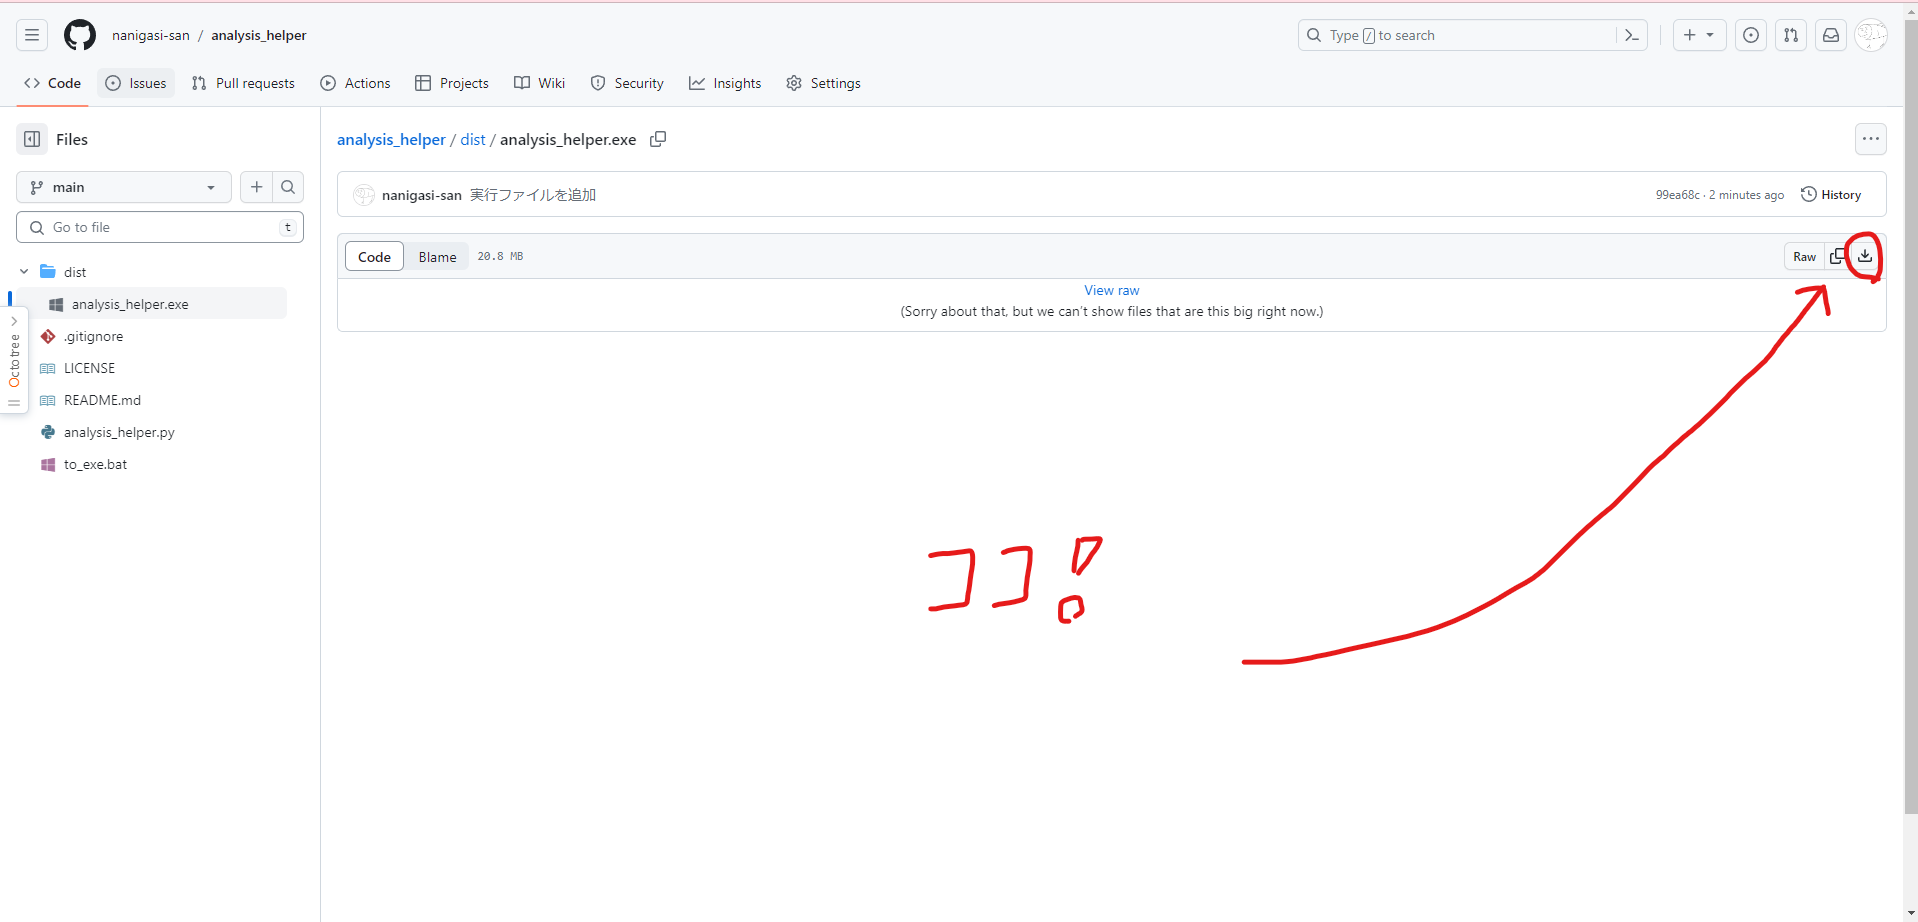 nanigasi-san / analysis_helper
Type / to search
Code Issues Pull requests Actions Projects Wiki Security Insights Settings
Files
main
Go to file t
dist
analysis_helper.exe
.gitignore
LICENSE
README.md
analysis_helper.py
to_exe.bat
Octotree
analysis_helper / dist / analysis_helper.exe
nanigasi-san 実行ファイルを追加
99ea68c · 2 minutes ago History
Code Blame 20.8 MB Raw
View raw
(Sorry about that, but we can’t show files that are this big right now.)
ココ!